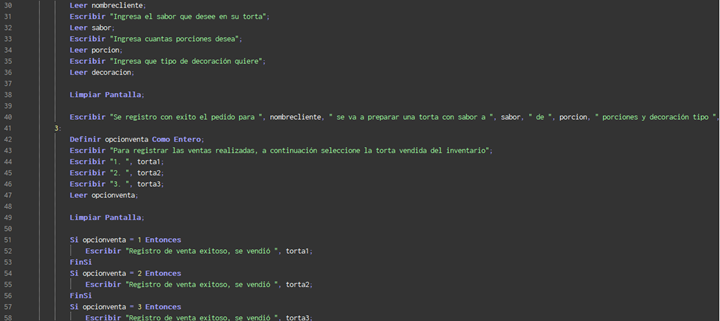 30 Leer nombrecliente;
31 Escribir "Ingresa el sabor que desee en su torta";
32 Leer sabor;
33 Escribir "Ingresa cuantas porciones desea";
34 Leer porcion;
35 Escribir "Ingresa que tipo de decoración quiere";
36 Leer decoracion;
37
38 Limpiar Pantalla;
39
40 Escribir "Se registro con exito el pedido para ", nombrecliente, " se va a preparar una torta con sabor a ", sabor, " de ", porcion, " porciones y decoración tipo ",
41 3:
42 Definir opcionventa Como Entero;
43 Escribir "Para registrar las ventas realizadas, a continuación seleccione la torta vendida del inventario";
44 Escribir "1. ", torta1;
45 Escribir "2. ", torta2;
46 Escribir "3. ", torta3;
47 Leer opcionventa;
48
49 Limpiar Pantalla;
50
51 Si opcionventa = 1 Entonces
52 Escribir "Registro de venta exitoso, se vendió ", torta1;
53 FinSi
54 Si opcionventa = 2 Entonces
55 Escribir "Registro de venta exitoso, se vendió ", torta2;
56 FinSi
57 Si opcionventa = 3 Entonces
58 Escribir "Registro de venta exitoso, se vendió ", torta3;